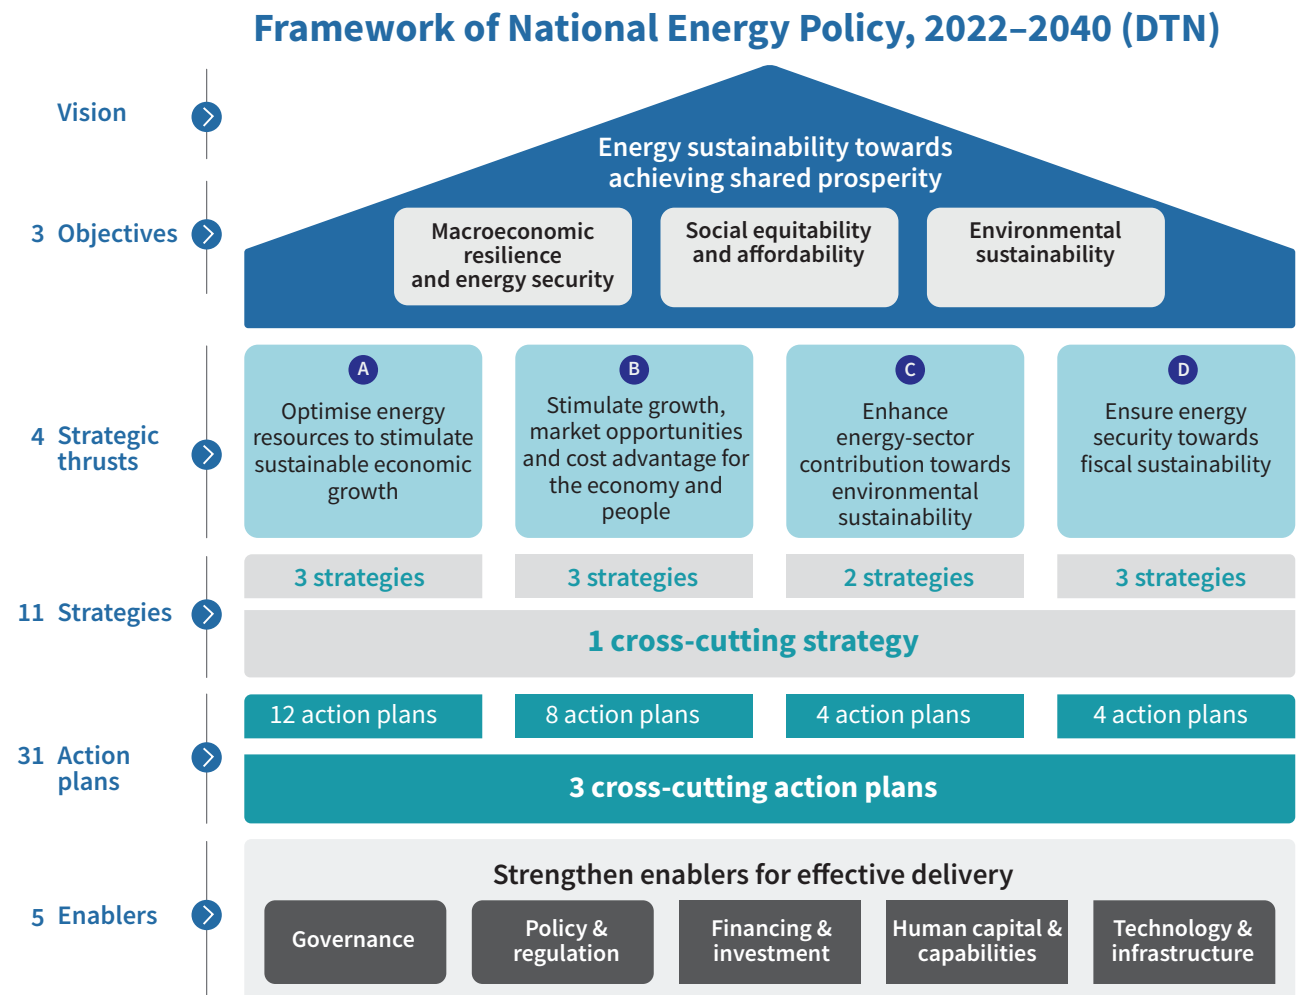 Framework of National Energy Policy, 2022–2040 (DTN)
Vision
Energy sustainability towards
achieving shared prosperity
3 Objectives
Macroeconomic
resilience
and energy security
Social equitability
and affordability
Environmental
sustainability
4 Strategic
thrusts
A
Optimise energy
resources to stimulate
sustainable economic
growth
B
Stimulate growth,
market opportunities
and cost advantage for
the economy and
people
C
Enhance
energy-sector
contribution towards
environmental
sustainability
D
Ensure energy
security towards
fiscal sustainability
11 Strategies
3 strategies
3 strategies
2 strategies
3 strategies
1 cross-cutting strategy
31 Action
plans
12 action plans
8 action plans
4 action plans
4 action plans
3 cross-cutting action plans
5 Enablers
Strengthen enablers for effective delivery
Governance
Policy &
regulation
Financing &
investment
Human capital &
capabilities
Technology &
infrastructure